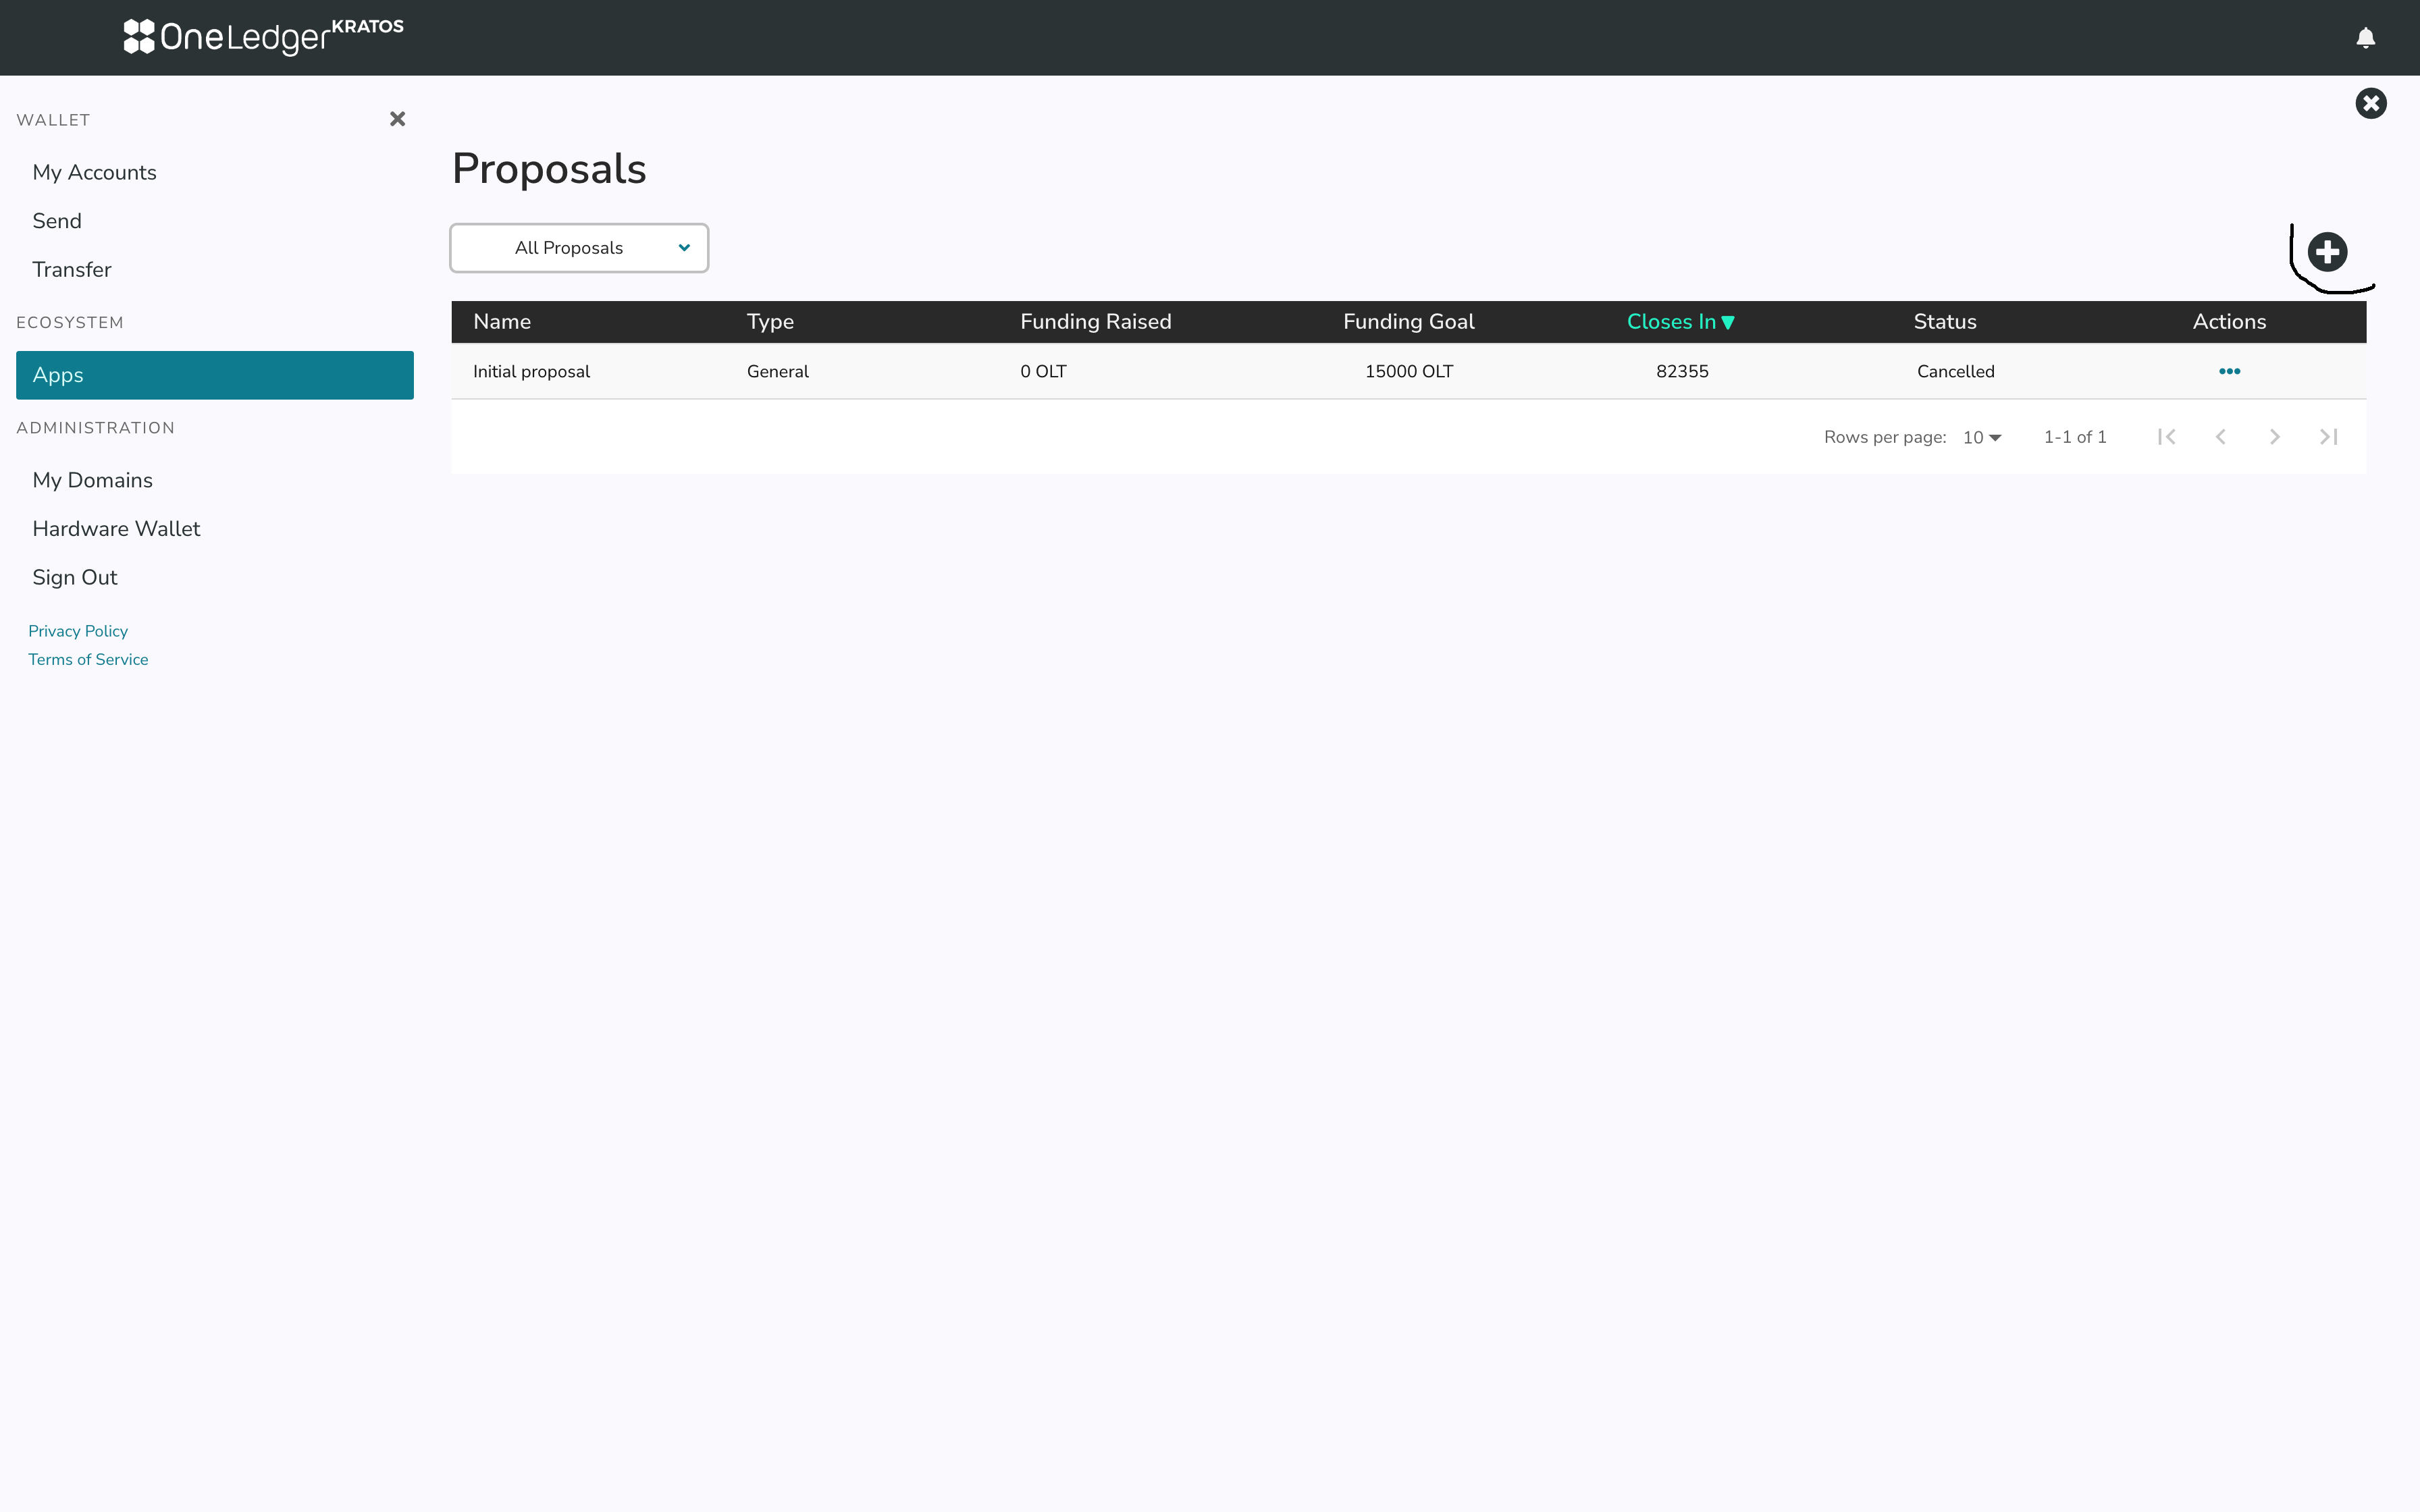 OneLedger KRATOS
WALLET
My Accounts
Send
Transfer
ECOSYSTEM
Apps
ADMINISTRATION
My Domains
Hardware Wallet
Sign Out
Privacy Policy
Terms of Service
Proposals
All Proposals
Name Type Funding Raised Funding Goal Closes In▼ Status Actions
Initial proposal General 0 OLT 15000 OLT 82355 Cancelled •••
Rows per page: 10 1-1 of 1